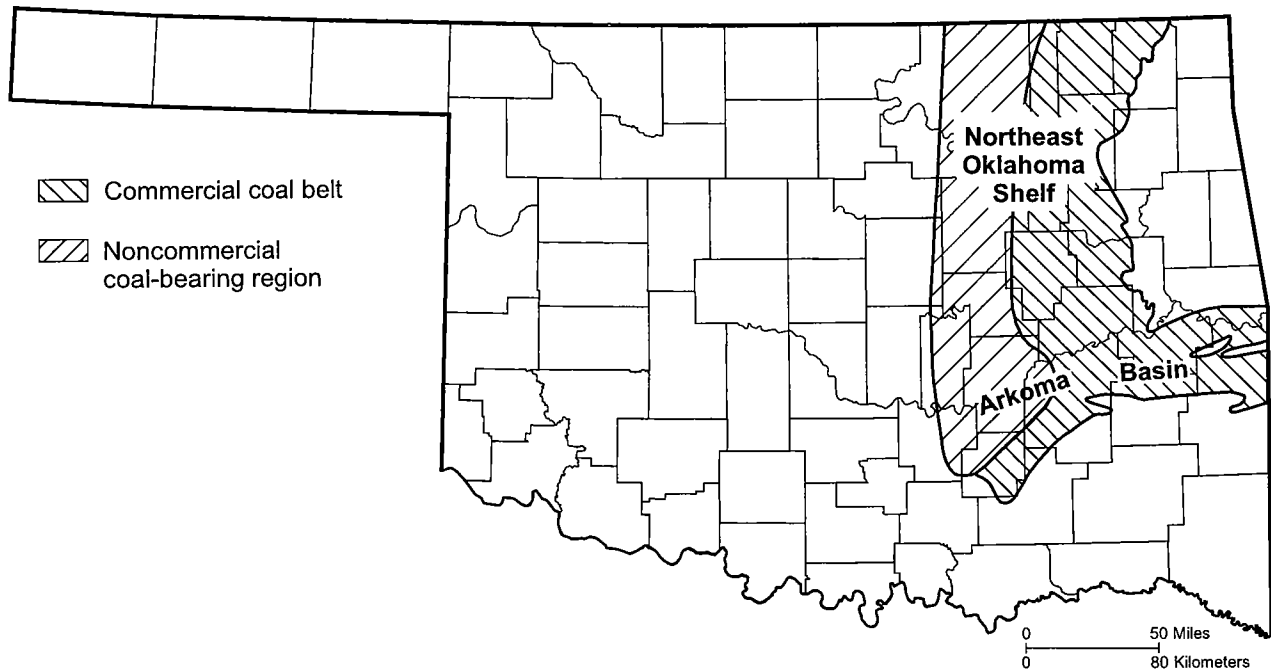 Northeast
Oklahoma
Shelf
Commercial coal belt
Noncommercial
coal-bearing region
Arkoma Basin
0 50 Miles
0 80 Kilometers